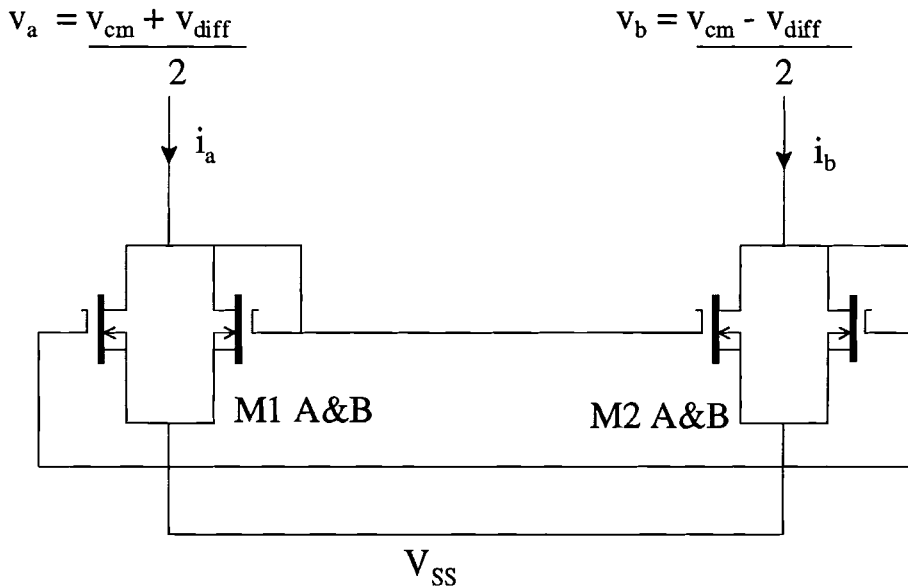 v_a = v_cm + v_diff
2
v_b = v_cm - v_diff
2
i_a
i_b
M1 A&B
M2 A&B
V_SS